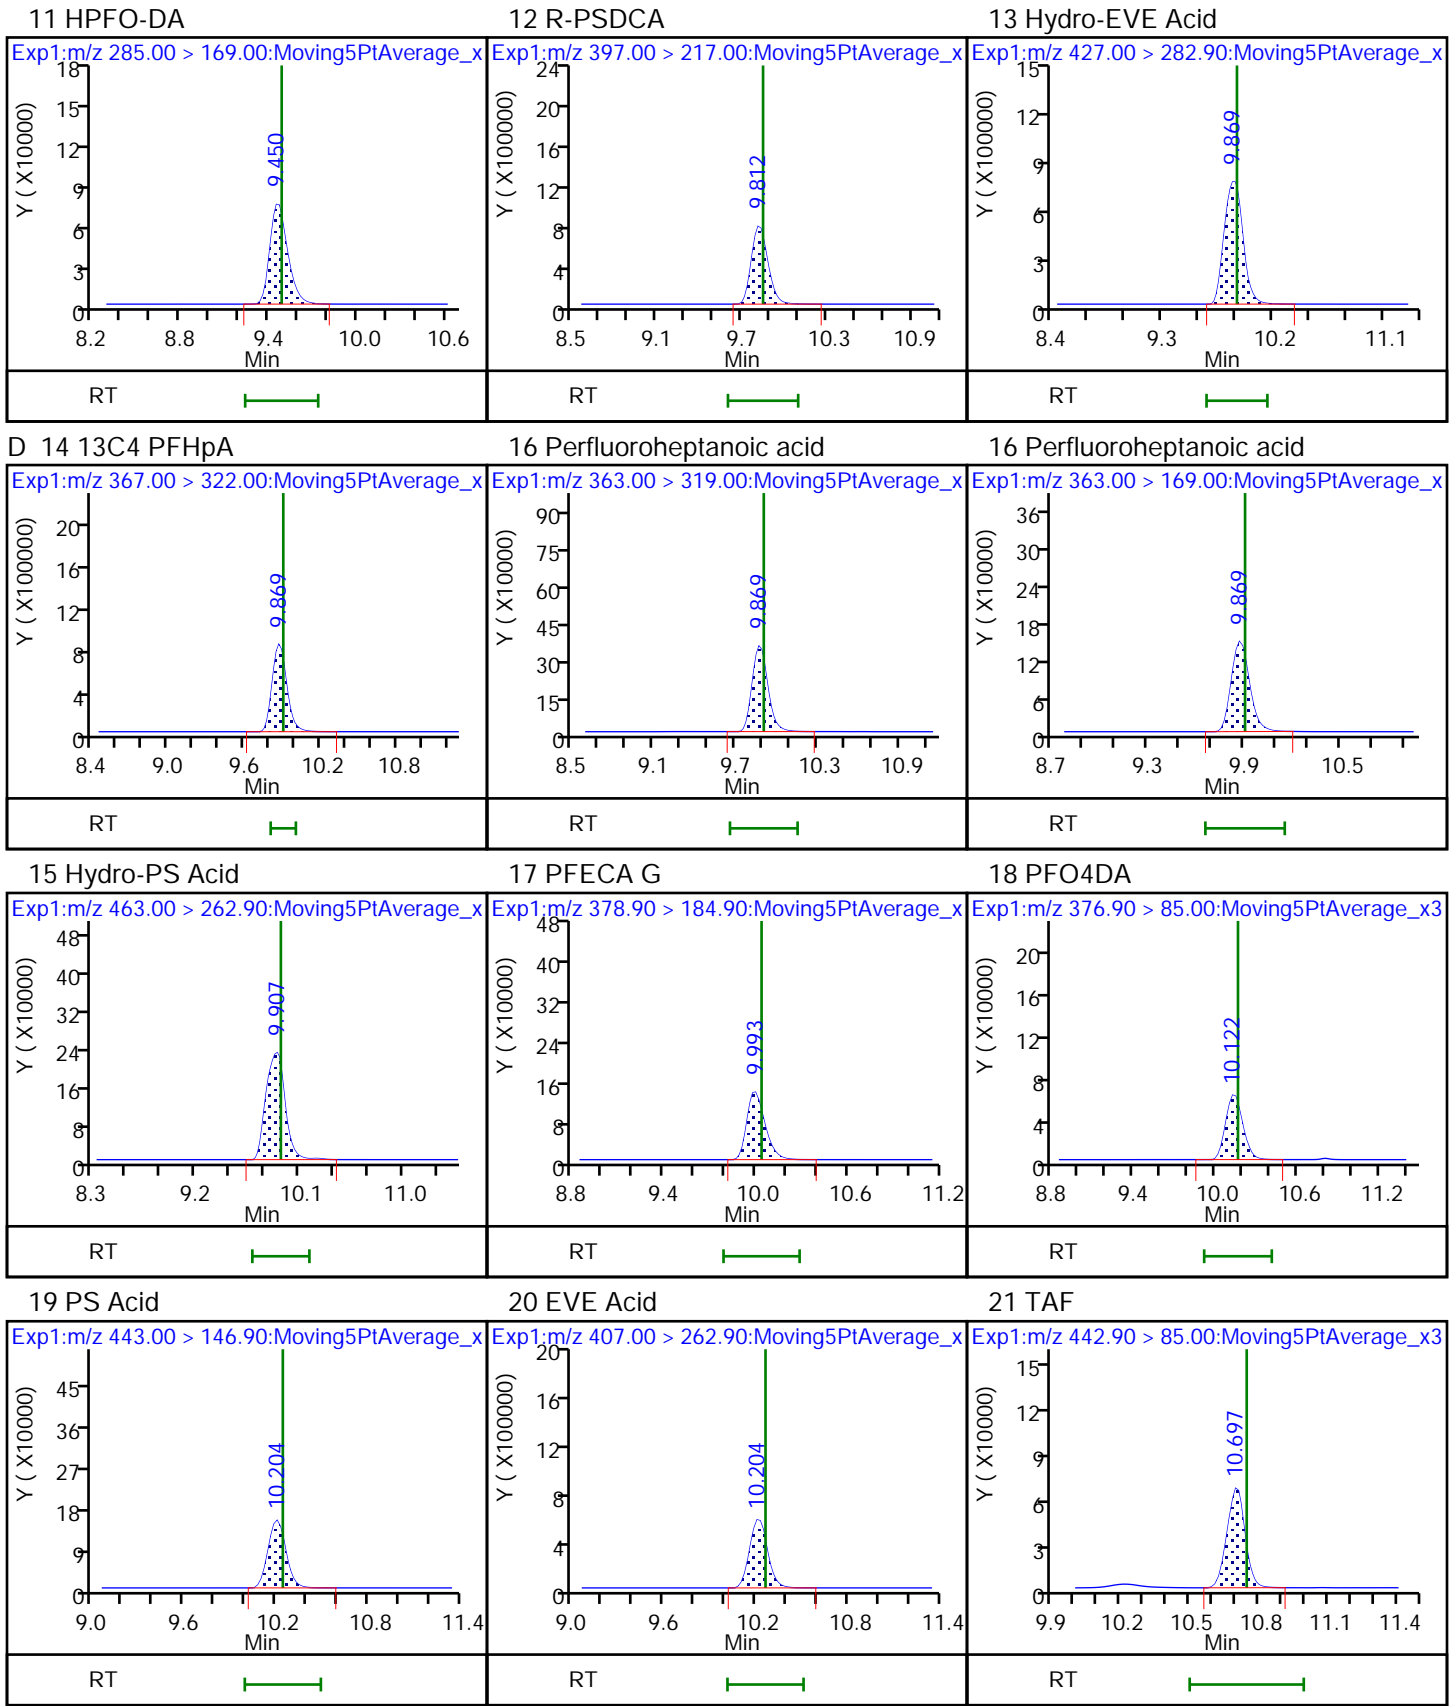 11 HPFO-DA
Exp1:m/z 285.00 > 169.00:Moving5PtAverage_x
Y ( X10000)
18
15
12
9
6
3
0
9.450
8.2 8.8 9.4 10.0 10.6
Min
RT
12 R-PSDCA
Exp1:m/z 397.00 > 217.00:Moving5PtAverage_x
Y ( X100000)
24
20
16
12
8
4
0
9.812
8.5 9.1 9.7 10.3 10.9
Min
RT
13 Hydro-EVE Acid
Exp1:m/z 427.00 > 282.90:Moving5PtAverage_x
Y ( X100000)
15
12
9
6
3
0
9.869
8.4 9.3 10.2 11.1
Min
RT
D 14 13C4 PFHpA
Exp1:m/z 367.00 > 322.00:Moving5PtAverage_x
Y ( X100000)
20
16
12
8
4
0
9.869
8.4 9.0 9.6 10.2 10.8
Min
RT
16 Perfluoroheptanoic acid
Exp1:m/z 363.00 > 319.00:Moving5PtAverage_x
Y ( X10000)
90
75
60
45
30
15
0
9.869
8.5 9.1 9.7 10.3 10.9
Min
RT
16 Perfluoroheptanoic acid
Exp1:m/z 363.00 > 169.00:Moving5PtAverage_x
Y ( X10000)
36
30
24
18
12
6
0
9.869
8.7 9.3 9.9 10.5
Min
RT
15 Hydro-PS Acid
Exp1:m/z 463.00 > 262.90:Moving5PtAverage_x
Y ( X10000)
48
40
32
24
16
8
0
9.907
8.3 9.2 10.1 11.0
Min
RT
17 PFECA G
Exp1:m/z 378.90 > 184.90:Moving5PtAverage_x
Y ( X10000)
48
40
32
24
16
8
0
9.993
8.8 9.4 10.0 10.6 11.2
Min
RT
18 PFO4DA
Exp1:m/z 376.90 > 85.00:Moving5PtAverage_x3
Y ( X10000)
20
16
12
8
4
0
10.122
8.8 9.4 10.0 10.6 11.2
Min
RT
19 PS Acid
Exp1:m/z 443.00 > 146.90:Moving5PtAverage_x
Y ( X10000)
45
36
27
18
9
0
10.204
9.0 9.6 10.2 10.8 11.4
Min
RT
20 EVE Acid
Exp1:m/z 407.00 > 262.90:Moving5PtAverage_x
Y ( X100000)
20
16
12
8
4
0
10.204
9.0 9.6 10.2 10.8 11.4
Min
RT
21 TAF
Exp1:m/z 442.90 > 85.00:Moving5PtAverage_x3
Y ( X10000)
15
12
9
6
3
0
10.697
9.9 10.2 10.5 10.8 11.1 11.4
Min
RT